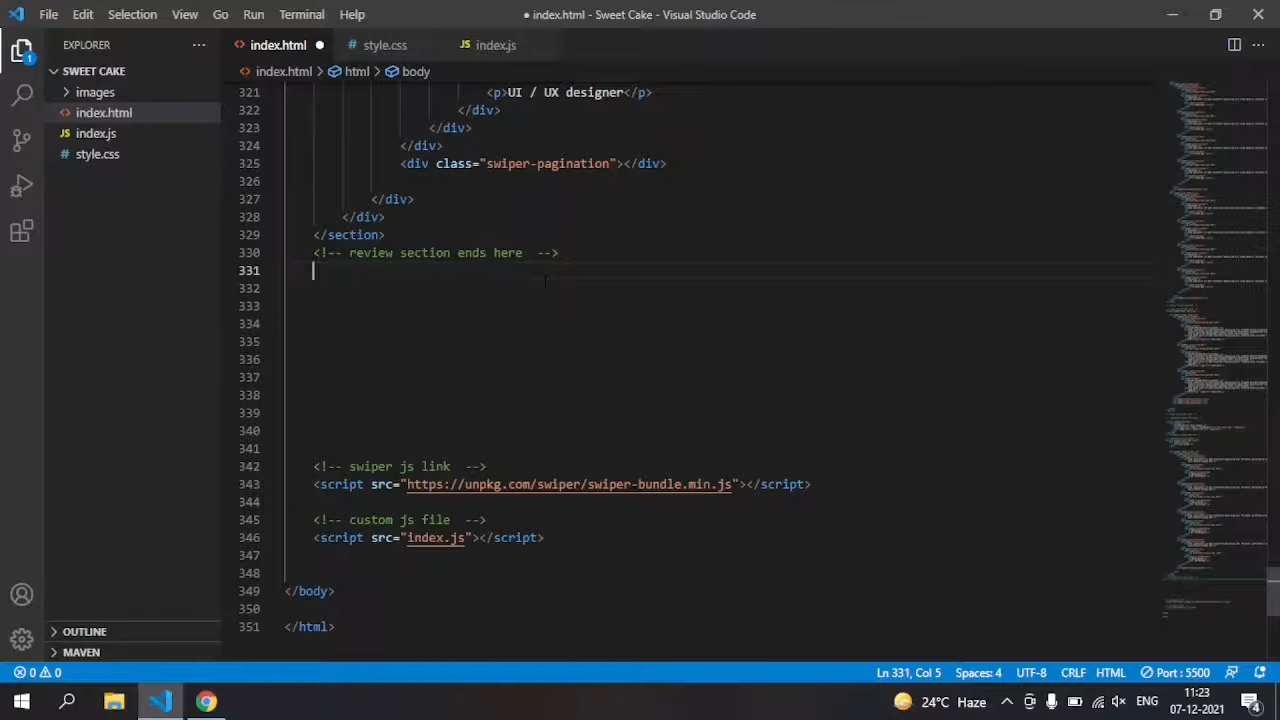 File Edit Selection View Go Run Terminal Help
● index.html - Sweet Cake - Visual Studio Code
EXPLORER
SWEET CAKE
images
index.html
index.js
style.css
OUTLINE
MAVEN
index.html ● style.css index.js
index.html > html > body
321 <p>UI / UX designer</p>
322 </div>
323 </div>
324 </div>
325 <div class="swiper-pagination"></div>
326
327 </div>
328 </div>
329 </section>
330 <!-- review section ends here -->
331
332
333
334
335
336
337
338
339
340
341
342 <!-- swiper js link -->
343 <script src="https://unpkg.com/swiper/swiper-bundle.min.js"></script>
344
345 <!-- custom js file -->
346 <script src="index.js"></script>
347
348
349 </body>
350
351 </html>
0 0 Ln 331, Col 5 Spaces: 4 UTF-8 CRLF HTML Port : 5500
24°C Haze ENG 11:23
07-12-2021 4
1